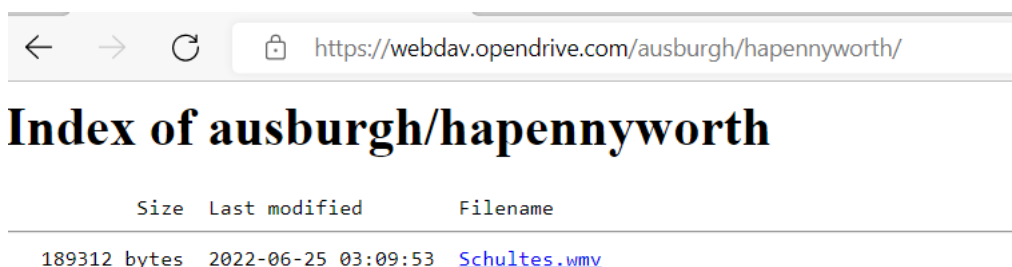 https://webdav.opendrive.com/ausburgh/hapennyworth/
Index of ausburgh/hapennyworth
Size Last modified Filename
189312 bytes 2022-06-25 03:09:53 Schultes.wmv